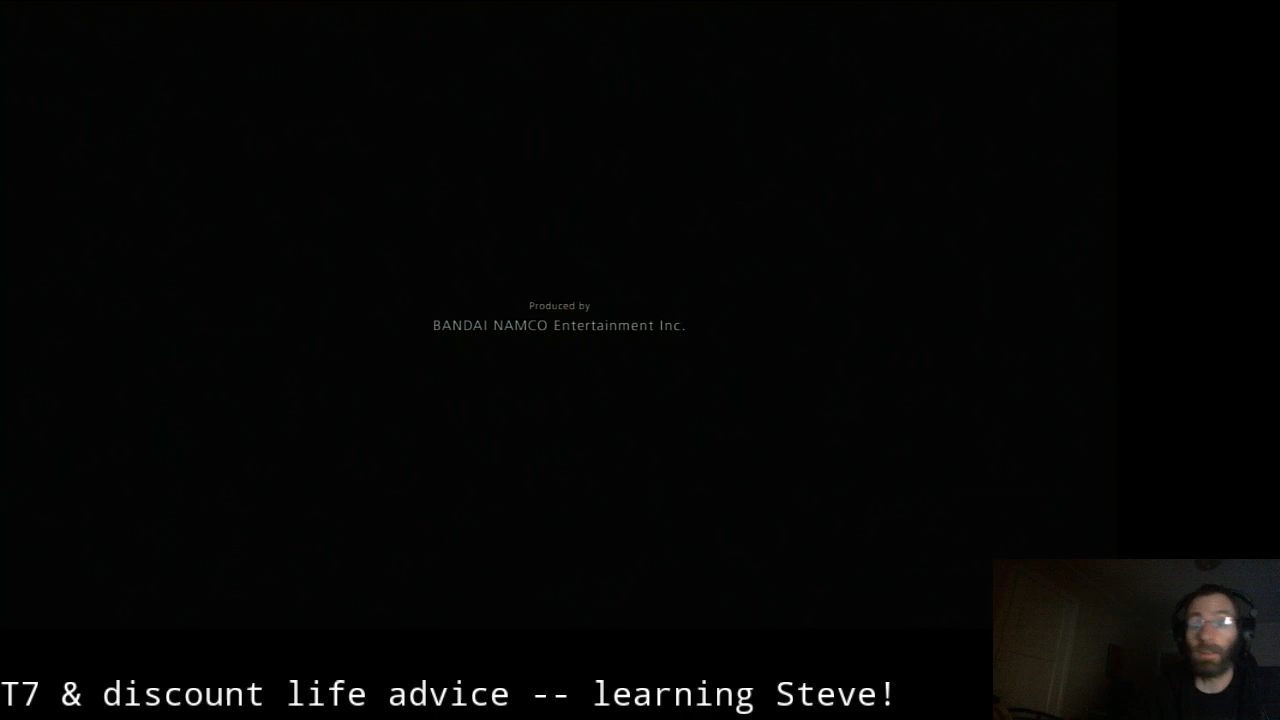 Produced by
BANDAI NAMCO Entertainment Inc.
T7 & discount life advice -- learning Steve!